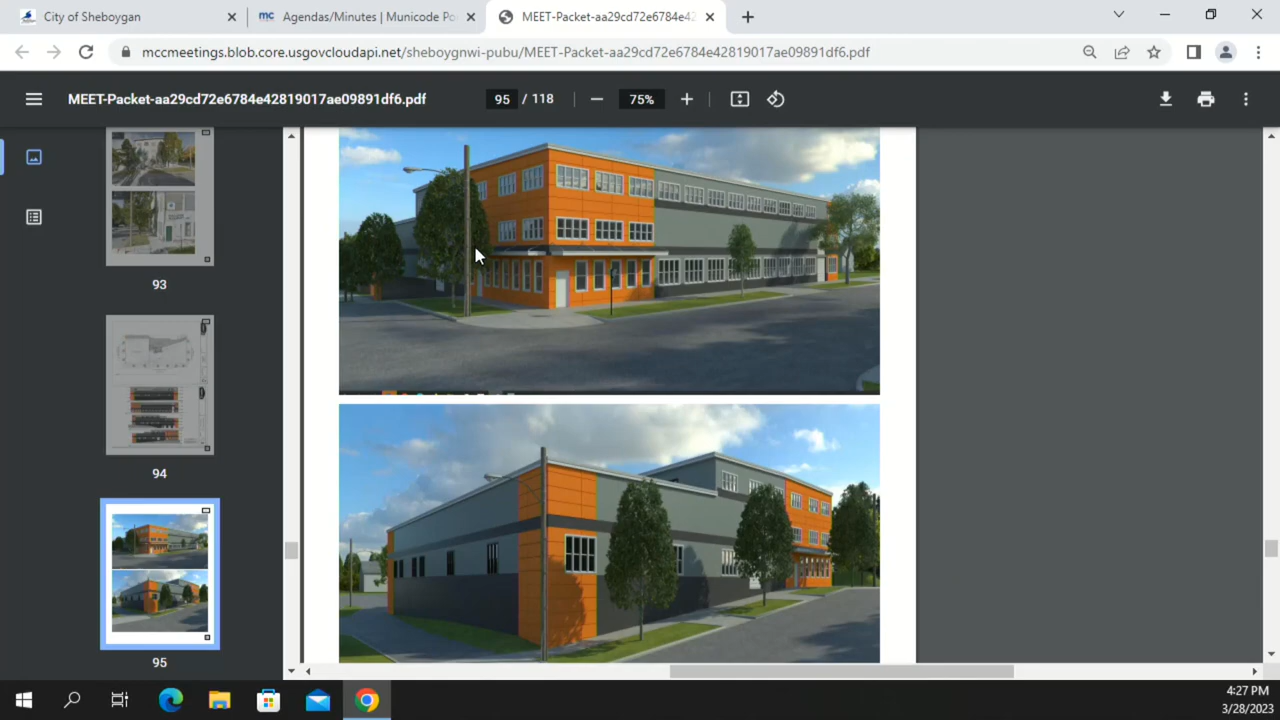 City of Sheboygan
mc Agendas/Minutes | Municode Po
MEET-Packet-aa29cd72e6784e42
mccmeetings.blob.core.usgovcloudapi.net/sheboygnwi-pubu/MEET-Packet-aa29cd72e6784e42819017ae09891df6.pdf
MEET-Packet-aa29cd72e6784e42819017ae09891df6.pdf
95 / 118
75%
93
94
95
4:27 PM
3/28/2023